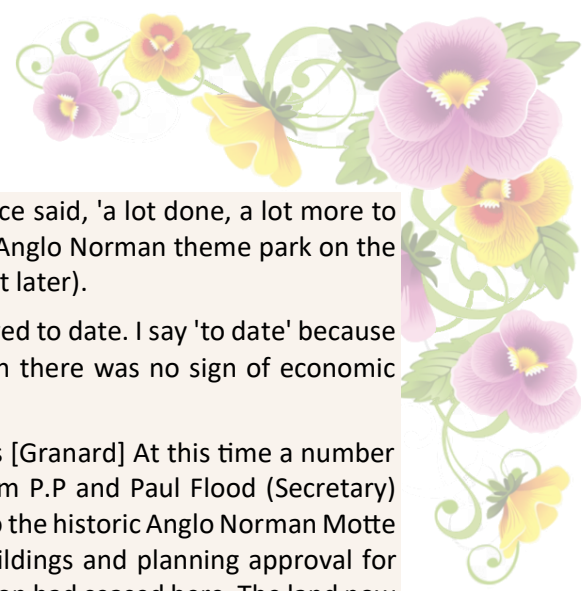 ce said, 'a lot done, a lot more to
Anglo Norman theme park on the
t later).
ed to date. I say 'to date' because
n there was no sign of economic
s [Granard] At this time a number
m P.P and Paul Flood (Secretary)
o the historic Anglo Norman Motte
ildings and planning approval for
on had ceased here. The land now